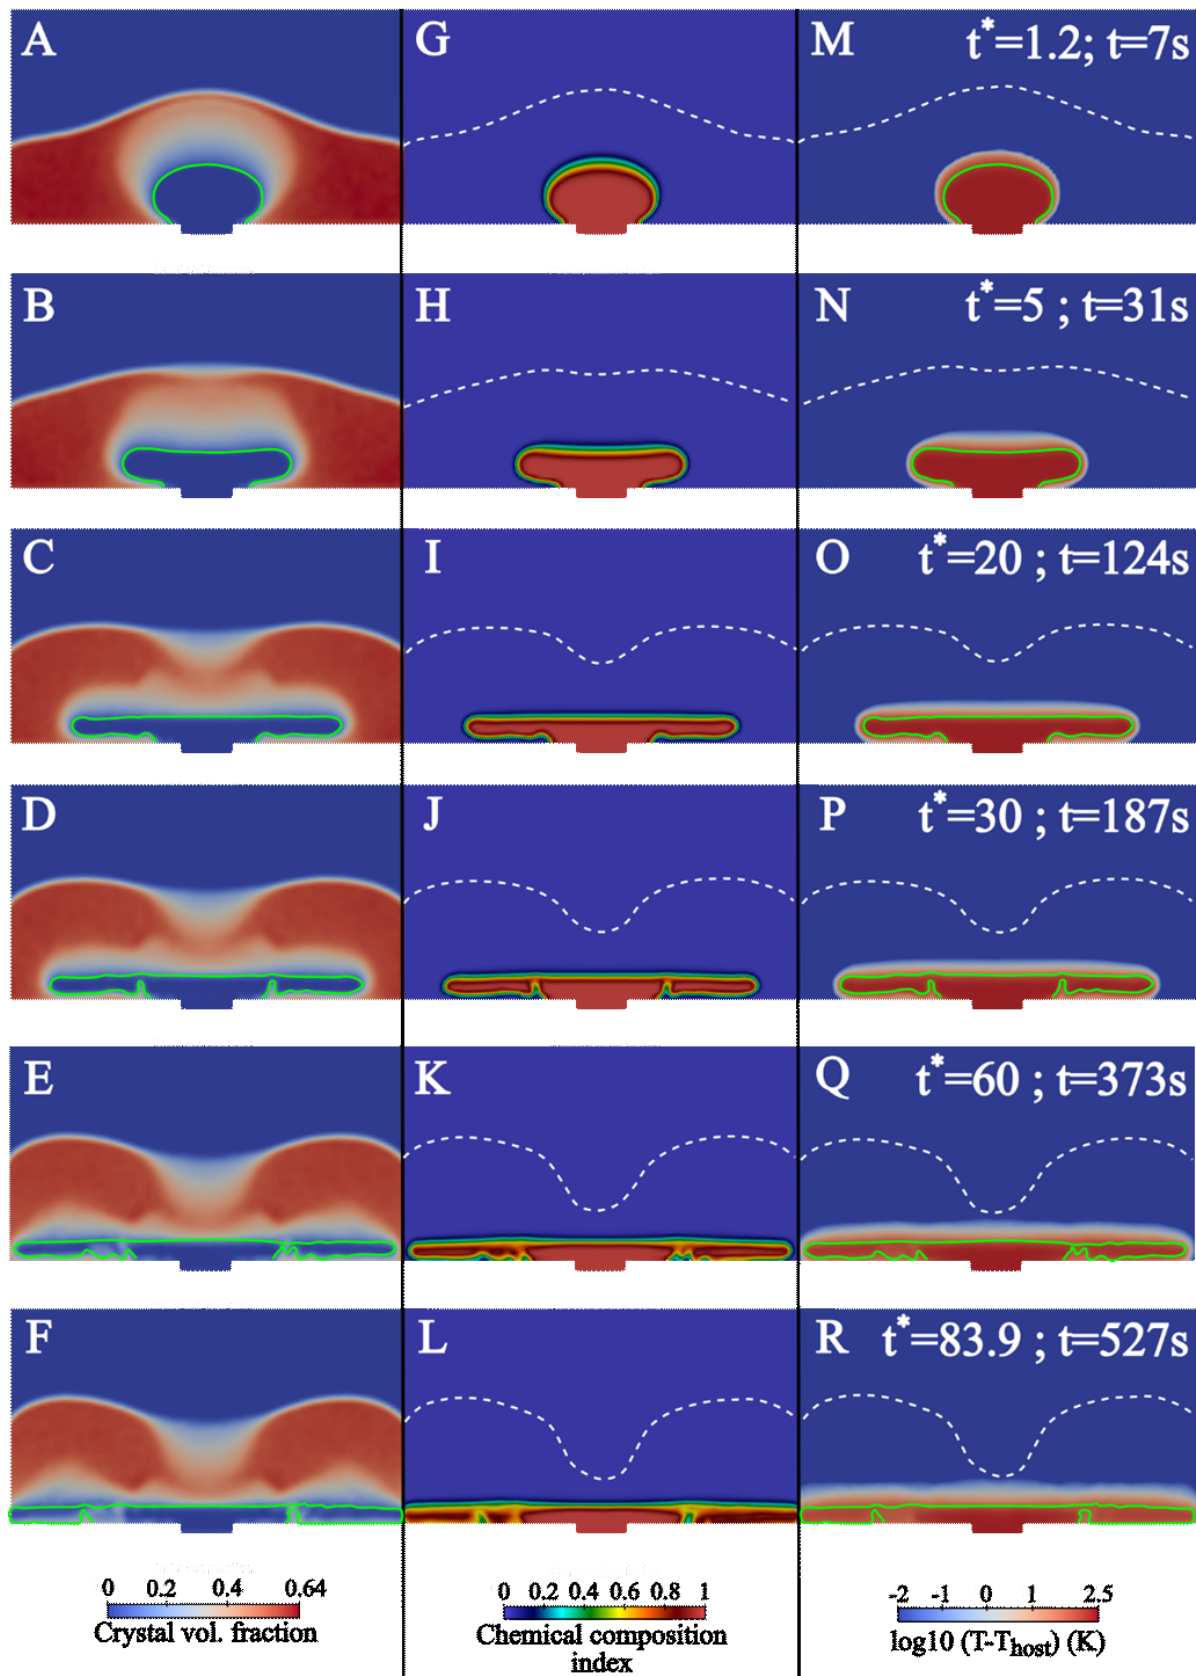 A G M t*=1.2; t=7s
B H N t*=5 ; t=31s
C I O t*=20 ; t=124s
D J P t*=30 ; t=187s
E K Q t*=60 ; t=373s
F L R t*=83.9 ; t=527s
0 0.2 0.4 0.64
Crystal vol. fraction
0 0.2 0.4 0.6 0.8 1
Chemical composition
index
-2 -1 0 1 2.5
log10 (T-Thost) (K)